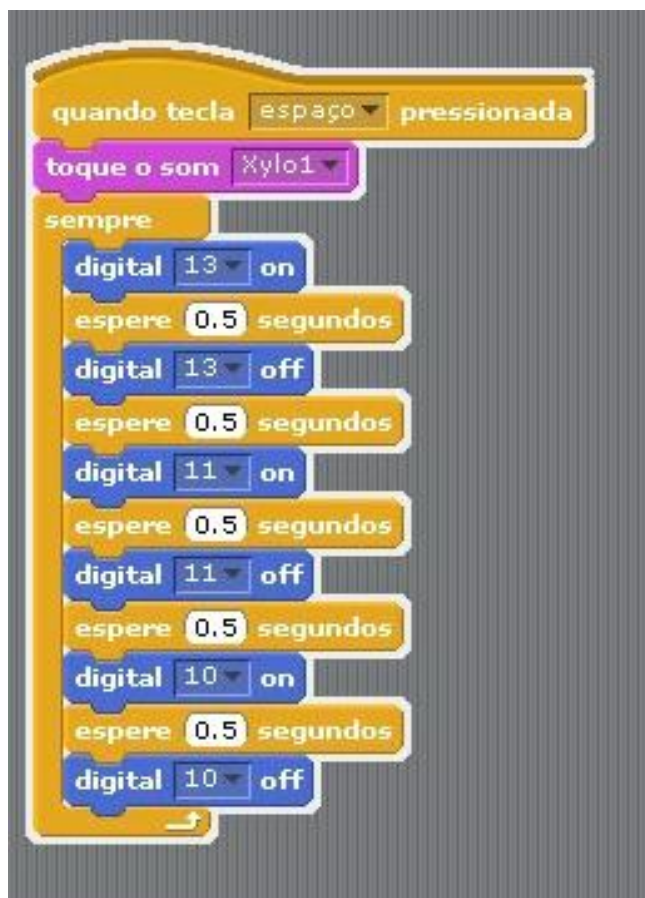 quando tecla espaço pressionada
toque o som Xylo1
sempre
digital 13 on
espere 0.5 segundos
digital 13 off
espere 0.5 segundos
digital 11 on
espere 0.5 segundos
digital 11 off
espere 0.5 segundos
digital 10 on
espere 0.5 segundos
digital 10 off